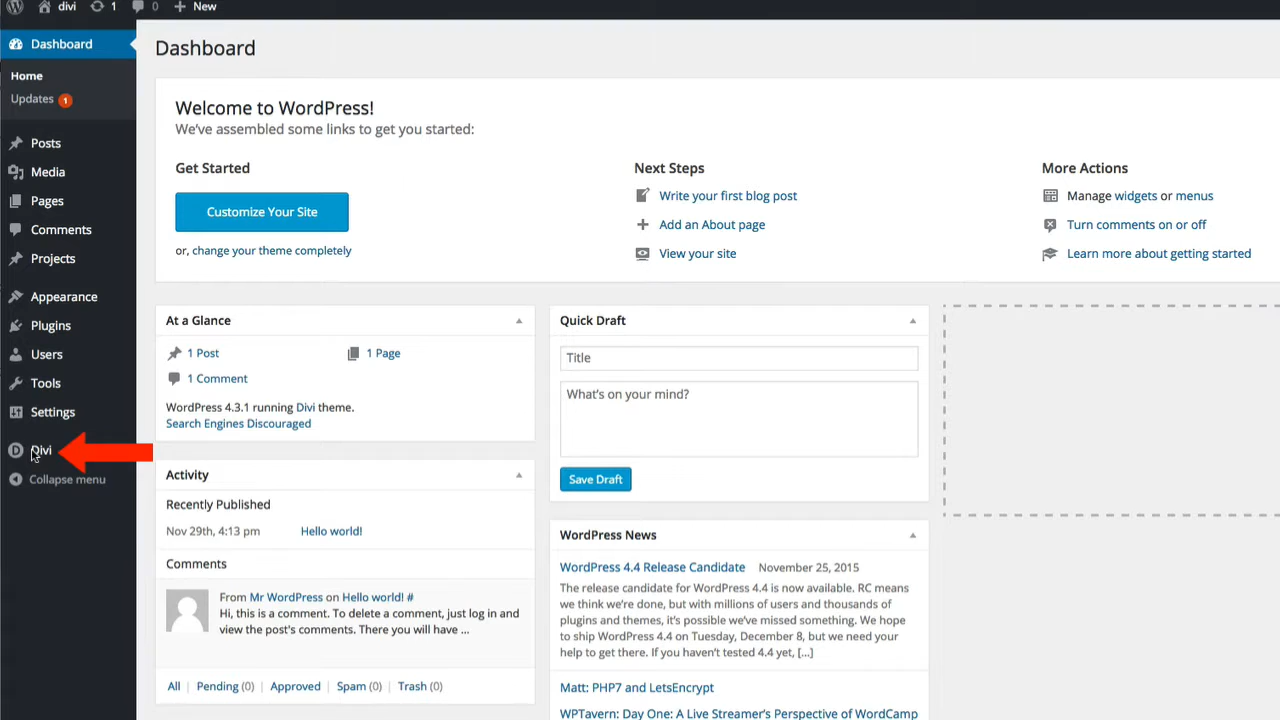 divi 1 0 New
Dashboard
Home
Updates 1
Posts
Media
Pages
Comments
Projects
Appearance
Plugins
Users
Tools
Settings
Divi
Collapse menu
Dashboard
Welcome to WordPress!
We've assembled some links to get you started:
Get Started
Customize Your Site
or, change your theme completely
Next Steps
Write your first blog post
Add an About page
View your site
More Actions
Manage widgets or menus
Turn comments on or off
Learn more about getting started
At a Glance
1 Post
1 Page
1 Comment
WordPress 4.3.1 running Divi theme.
Search Engines Discouraged
Activity
Recently Published
Nov 29th, 4:13 pm Hello world!
Comments
From Mr WordPress on Hello world! #
Hi, this is a comment. To delete a comment, just log in and
view the post's comments. There you will have ...
All | Pending (0) | Approved | Spam (0) | Trash (0)
Quick Draft
Title
What's on your mind?
Save Draft
WordPress News
WordPress 4.4 Release Candidate November 25, 2015
The release candidate for WordPress 4.4 is now available. RC means
we think we're done, but with millions of users and thousands of
plugins and themes, it's possible we've missed something. We hope
to ship WordPress 4.4 on Tuesday, December 8, but we need your
help to get there. If you haven't tested 4.4 yet, [...]
Matt: PHP7 and LetsEncrypt
WPTavern: Day One: A Live Streamer's Perspective of WordCamp